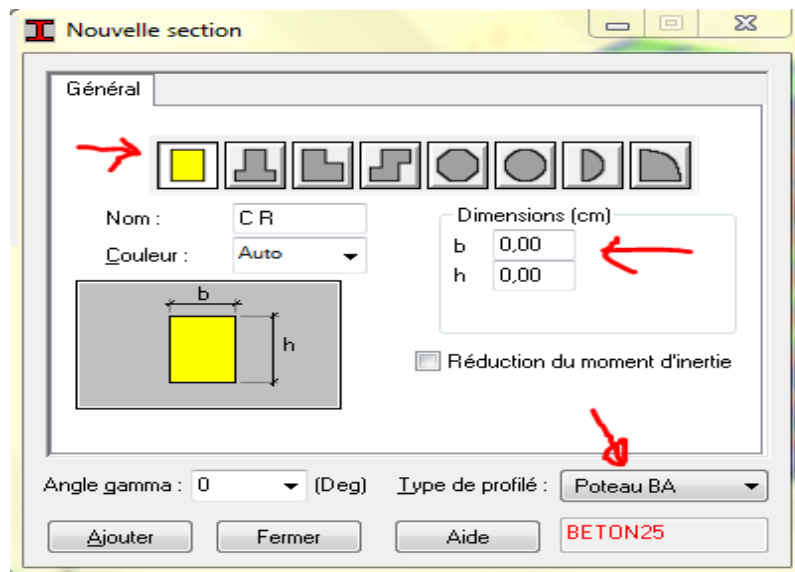 Nouvelle section
Général
Nom : C R
Couleur : Auto
Dimensions (cm)
b 0,00
h 0,00
b
h
Réduction du moment d'inertie
Angle gamma : 0 (Deg) Type de profilé : Poteau BA
Ajouter Fermer Aide BETON25